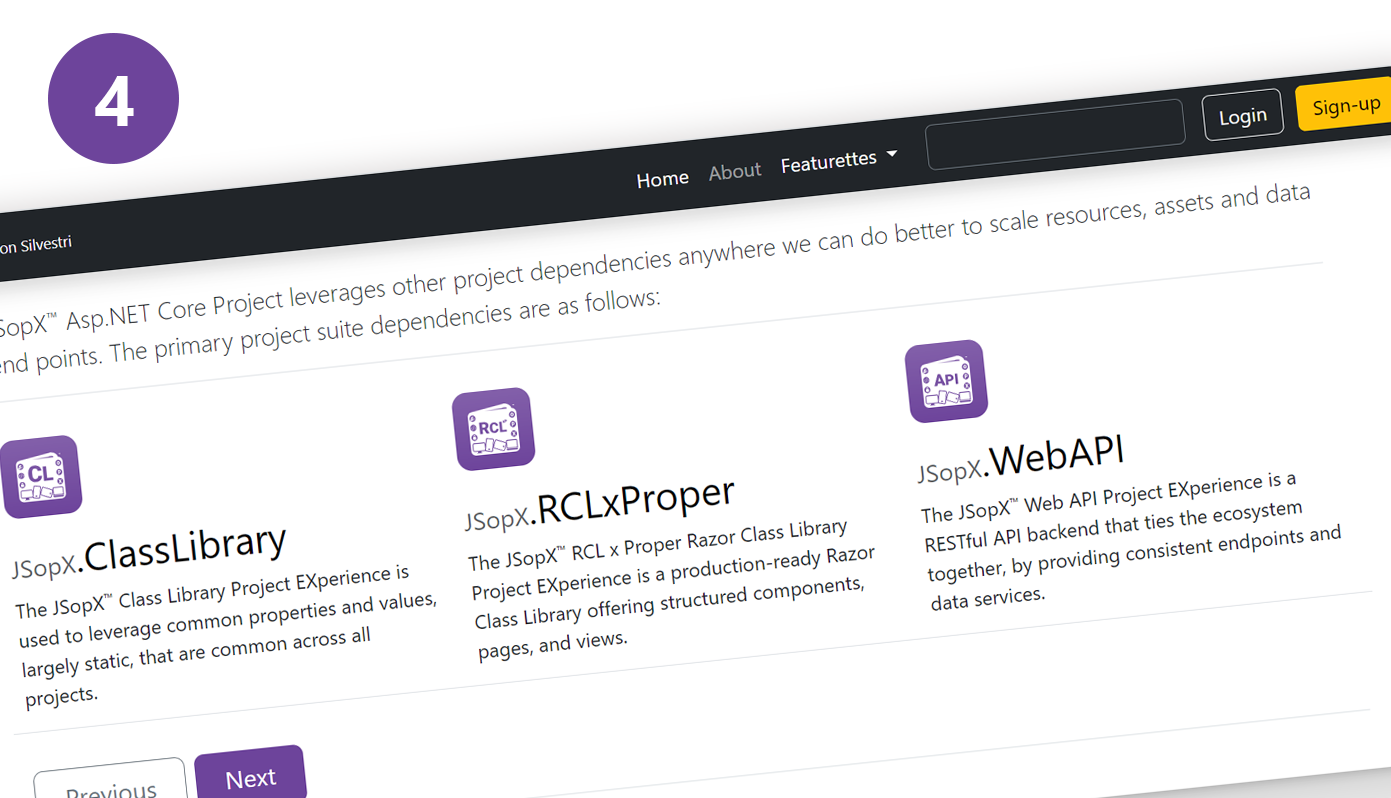 4
Home About Featurettes Login Sign-up
on Silvestri
SopX™ Asp.NET Core Project leverages other project dependencies anywhere we can do better to scale resources, assets and data
end points. The primary project suite dependencies are as follows:
CL
JSopX.ClassLibrary
The JSopX™ Class Library Project EXperience is
used to leverage common properties and values,
largely static, that are common across all
projects.
RCL
JSopX.RCLxProper
The JSopX™ RCL x Proper Razor Class Library
Project EXperience is a production-ready Razor
Class Library offering structured components,
pages, and views.
API
JSopX.WebAPI
The JSopX™ Web API Project EXperience is a
RESTful API backend that ties the ecosystem
together, by providing consistent endpoints and
data services.
Previous Next